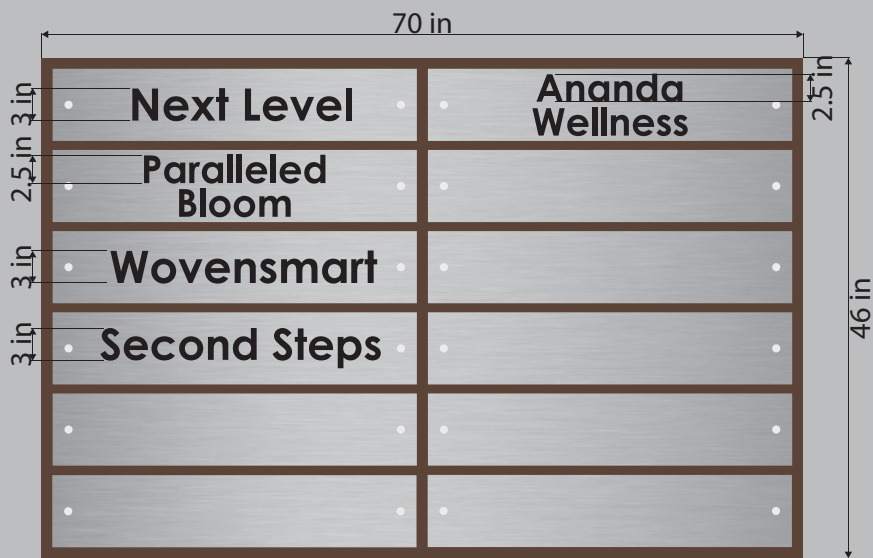 70 in
3 in
Next Level
Ananda
Wellness
2.5 in
2.5 in
Paralleled
Bloom
3 in
Wovensmart
46 in
3 in
Second Steps